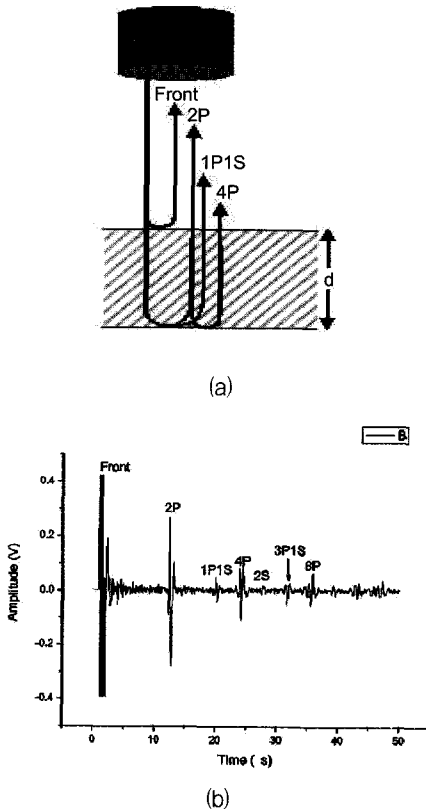 Front
2P
1P1S
4P
d
(a)
B
Front
2P
1P1S
4P
2S
3P1S
8P
0.4
0.2
0.0
-0.2
-0.4
Amplitude (V)
0
10
20
30
40
50
Time ( s)
(b)